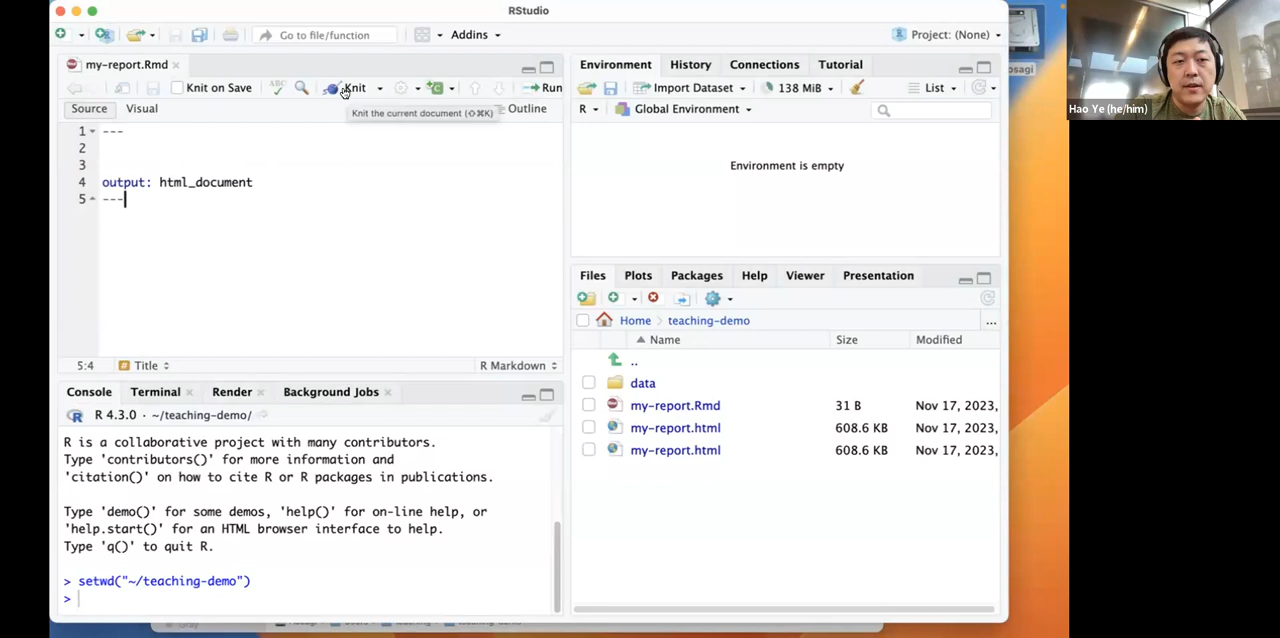 RStudio
Go to file/function
Addins
Project: (None)
my-report.Rmd
Knit on Save
ABC
Knit
Run
Source
Visual
Knit the current document (⇧⌘K)
Outline
1 ---
2
3
4 output: html_document
5 ---
5:4
Title
R Markdown
Console
Terminal
Render
Background Jobs
R 4.3.0 · ~/teaching-demo/
R is a collaborative project with many contributors.
Type 'contributors()' for more information and
'citation()' on how to cite R or R packages in publications.
Type 'demo()' for some demos, 'help()' for on-line help, or
'help.start()' for an HTML browser interface to help.
Type 'q()' to quit R.
> setwd("~/teaching-demo")
>
Environment
History
Connections
Tutorial
Import Dataset
138 MiB
List
R
Global Environment
Environment is empty
Files
Plots
Packages
Help
Viewer
Presentation
Home
teaching-demo
...
Name
Size
Modified
..
data
my-report.Rmd
31 B
Nov 17, 2023,
my-report.html
608.6 KB
Nov 17, 2023,
my-report.html
608.6 KB
Nov 17, 2023,
osagi
Hao Ye (he/him)